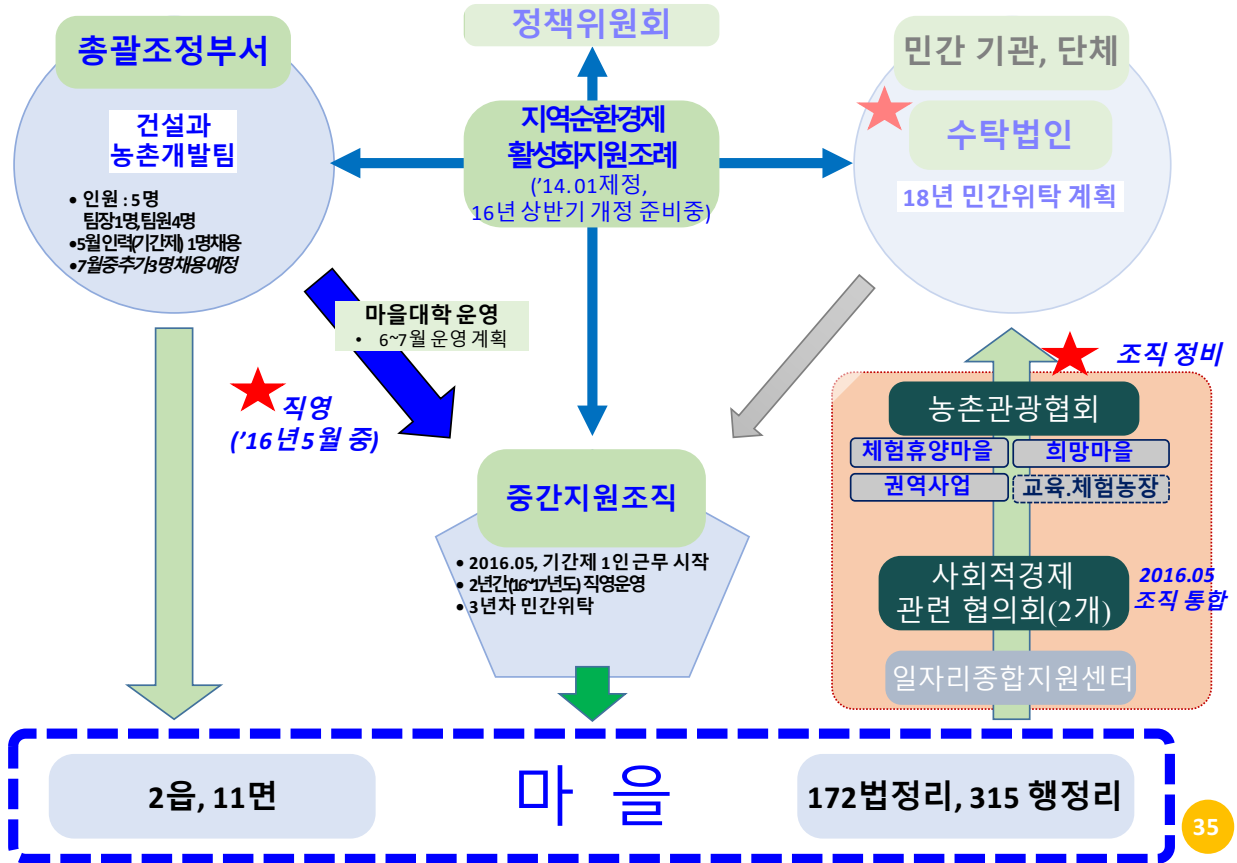 정책위원회
총괄조정부서
건설과
농촌개발팀
• 인원 : 5명
팀장1명,팀원4명
•5월인력(기간제) 1명채용
•7월중추가3명채용예정
지역순환경제
활성화지원조례
('14.01제정,
16년 상반기 개정 준비중)
민간 기관, 단체
수탁법인
18년 민간위탁 계획
마을대학 운영
• 6~7월 운영 계획
직영
('16년 5월 중)
조직 정비
농촌관광협회
체험휴양마을
희망마을
권역사업
교육.체험농장
중간지원조직
• 2016.05, 기간제 1인 근무 시작
• 2년간(16~17년도) 직영운영
• 3년차 민간위탁
사회적경제
관련 협의회(2개)
2016.05
조직 통합
일자리종합지원센터
2읍, 11면
마 을
172법정리, 315 행정리
35